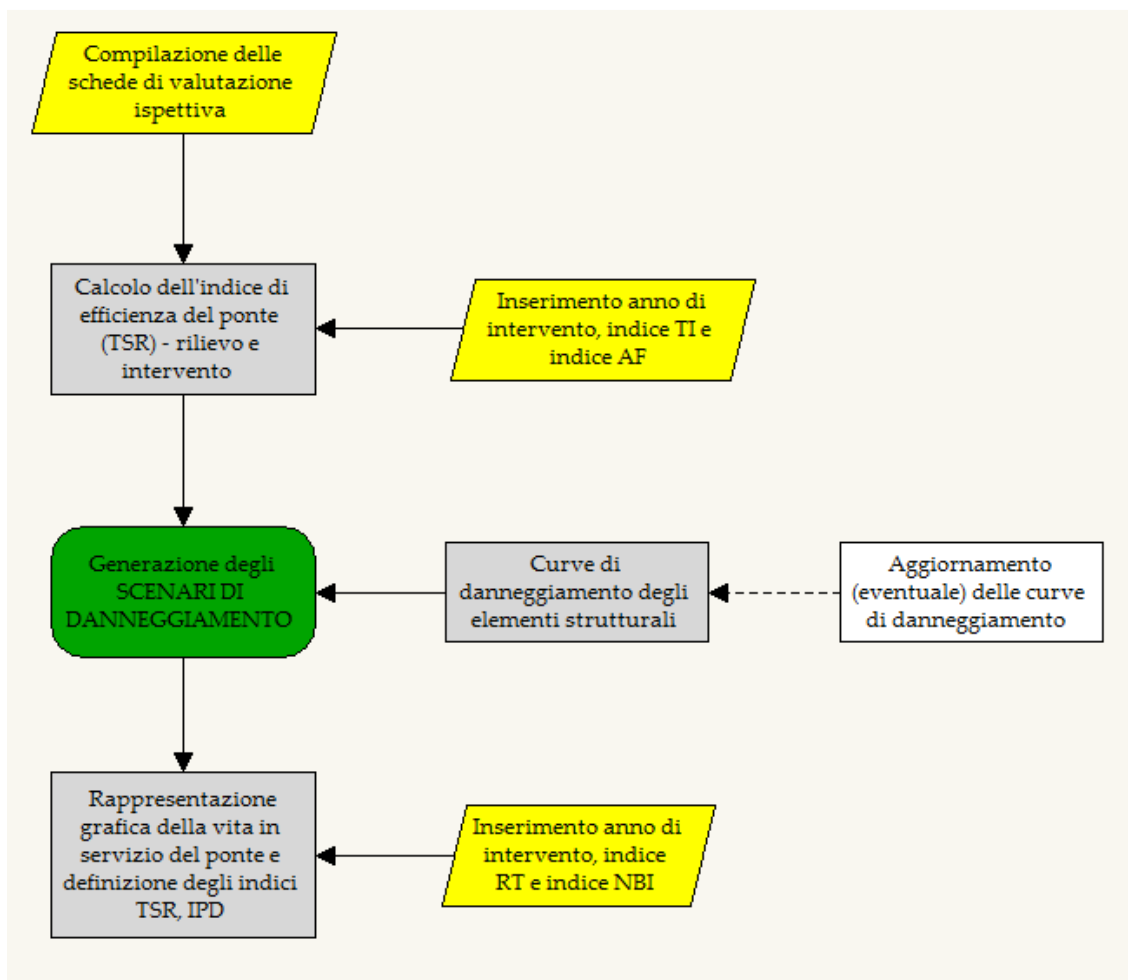 Compilazione delle
schede di valutazione
ispettiva
Calcolo dell'indice di
efficienza del ponte
(TSR) - rilievo e
intervento
Inserimento anno di
intervento, indice TI e
indice AF
Generazione degli
SCENARI DI
DANNEGGIAMENTO
Curve di
danneggiamento degli
elementi strutturali
Aggiornamento
(eventuale) delle curve
di danneggiamento
Rappresentazione
grafica della vita in
servizio del ponte e
definizione degli indici
TSR, IPD
Inserimento anno di
intervento, indice
RT e indice NBI